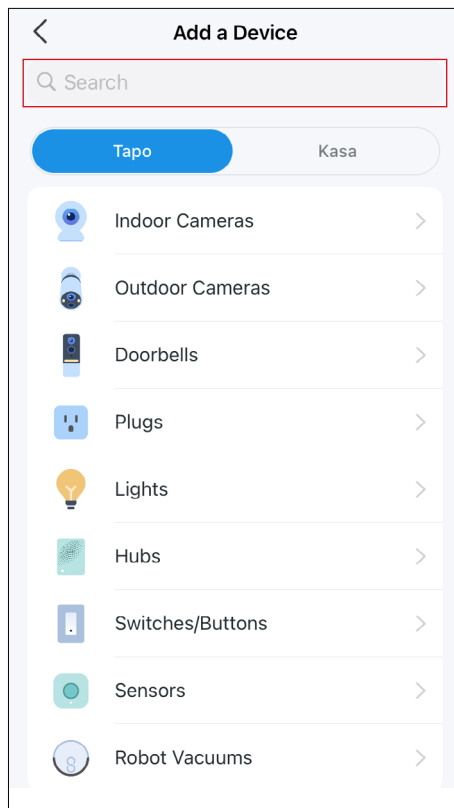 Add a Device
Search
Tapo Kasa
Indoor Cameras
Outdoor Cameras
Doorbells
Plugs
Lights
Hubs
Switches/Buttons
Sensors
Robot Vacuums